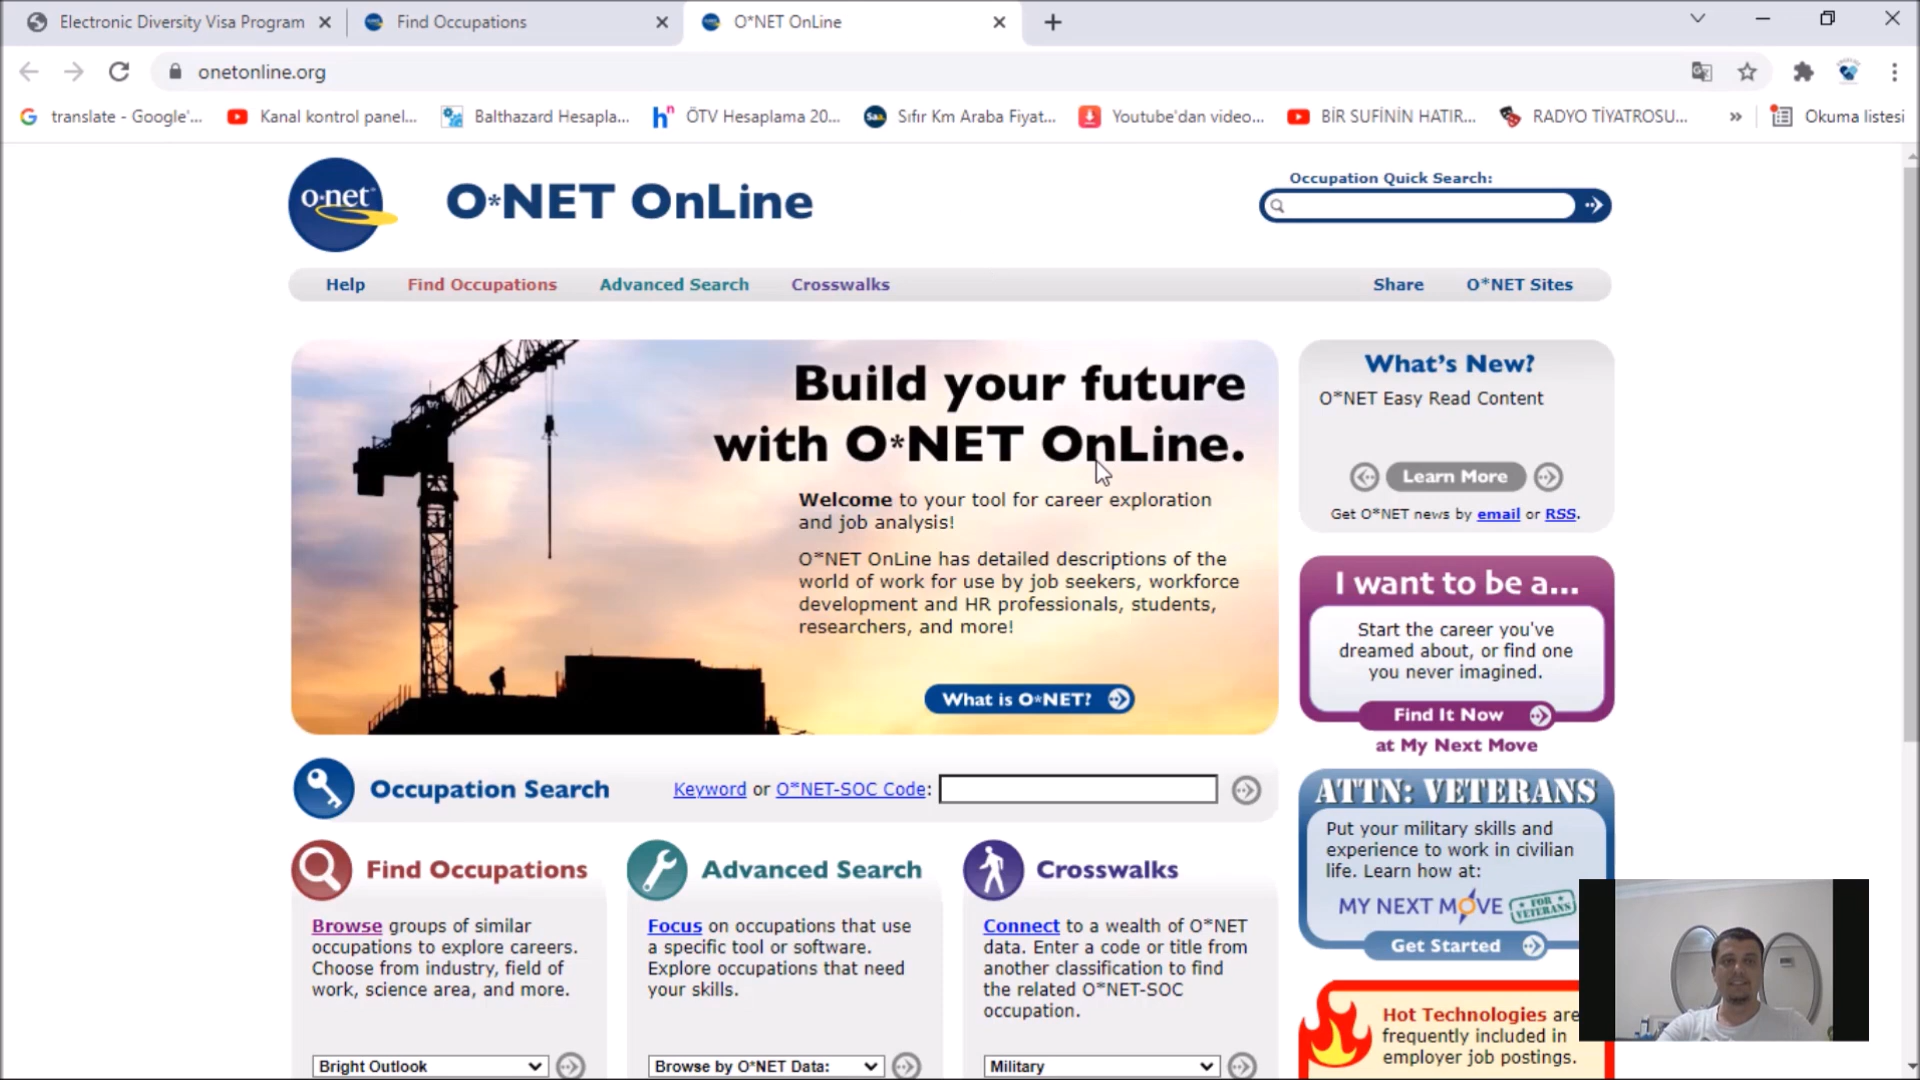 Electronic Diversity Visa Program
Find Occupations
O*NET OnLine
onetonline.org
translate - Google'...
Kanal kontrol panel...
Balthazard Hesapla...
ÖTV Hesaplama 20...
Sıfır Km Araba Fiyat...
Youtube'dan video...
BİR SUFİNİN HATIR...
RADYO TİYATROSU...
Okuma listesi
o·net
O*NET OnLine
Occupation Quick Search:
Help
Find Occupations
Advanced Search
Crosswalks
Share
O*NET Sites
Build your future
with O*NET OnLine.
Welcome to your tool for career exploration
and job analysis!
O*NET OnLine has detailed descriptions of the
world of work for use by job seekers, workforce
development and HR professionals, students,
researchers, and more!
What is O*NET?
What's New?
O*NET Easy Read Content
Learn More
Get O*NET news by email or RSS.
I want to be a...
Start the career you've
dreamed about, or find one
you never imagined.
Find It Now
at My Next Move
Occupation Search
Keyword or O*NET-SOC Code:
ATTN: VETERANS
Put your military skills and
experience to work in civilian
life. Learn how at:
MY NEXT MOVE
FOR
VETERANS
Get Started
Find Occupations
Browse groups of similar
occupations to explore careers.
Choose from industry, field of
work, science area, and more.
Bright Outlook
Advanced Search
Focus on occupations that use
a specific tool or software.
Explore occupations that need
your skills.
Browse by O*NET Data:
Crosswalks
Connect to a wealth of O*NET
data. Enter a code or title from
another classification to find
the related O*NET-SOC
occupation.
Military
Hot Technologies are
frequently included in
employer job postings.